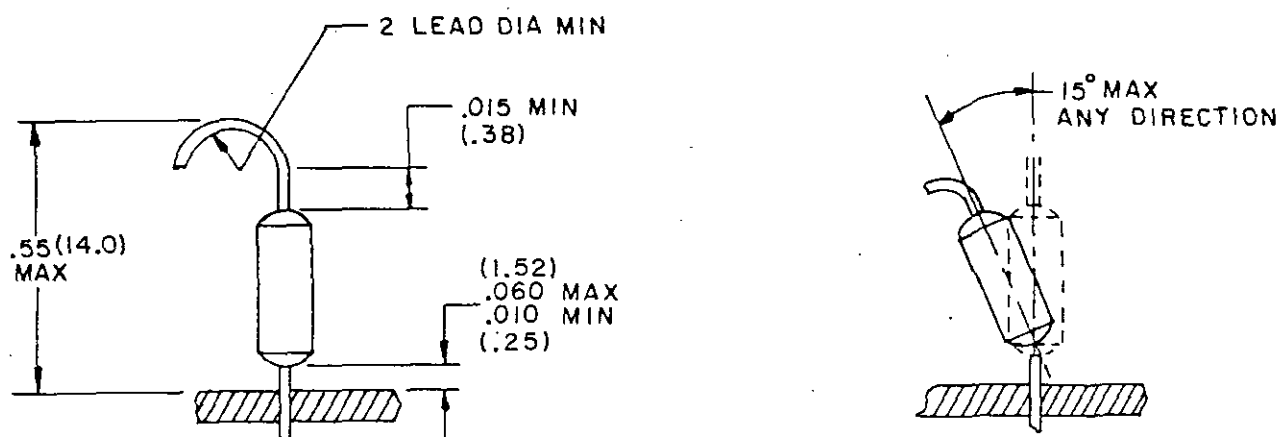 2 LEAD DIA MIN
.015 MIN
(.38)
.55(14.0)
MAX
(1.52)
.060 MAX
.010 MIN
(.25)
15° MAX
ANY DIRECTION